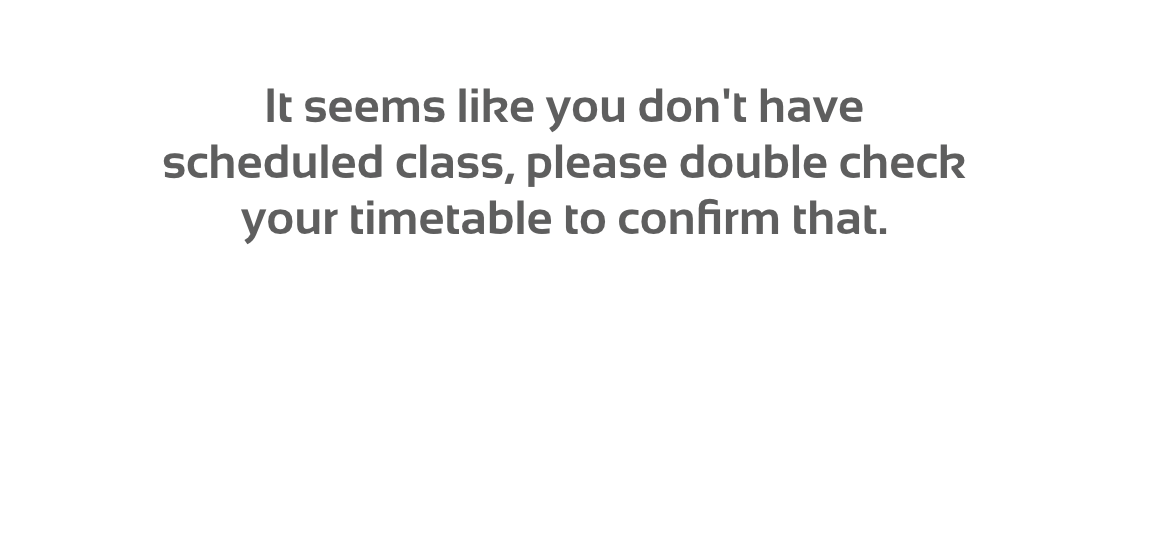 It seems like you don't have
scheduled class, please double check
your timetable to confirm that.